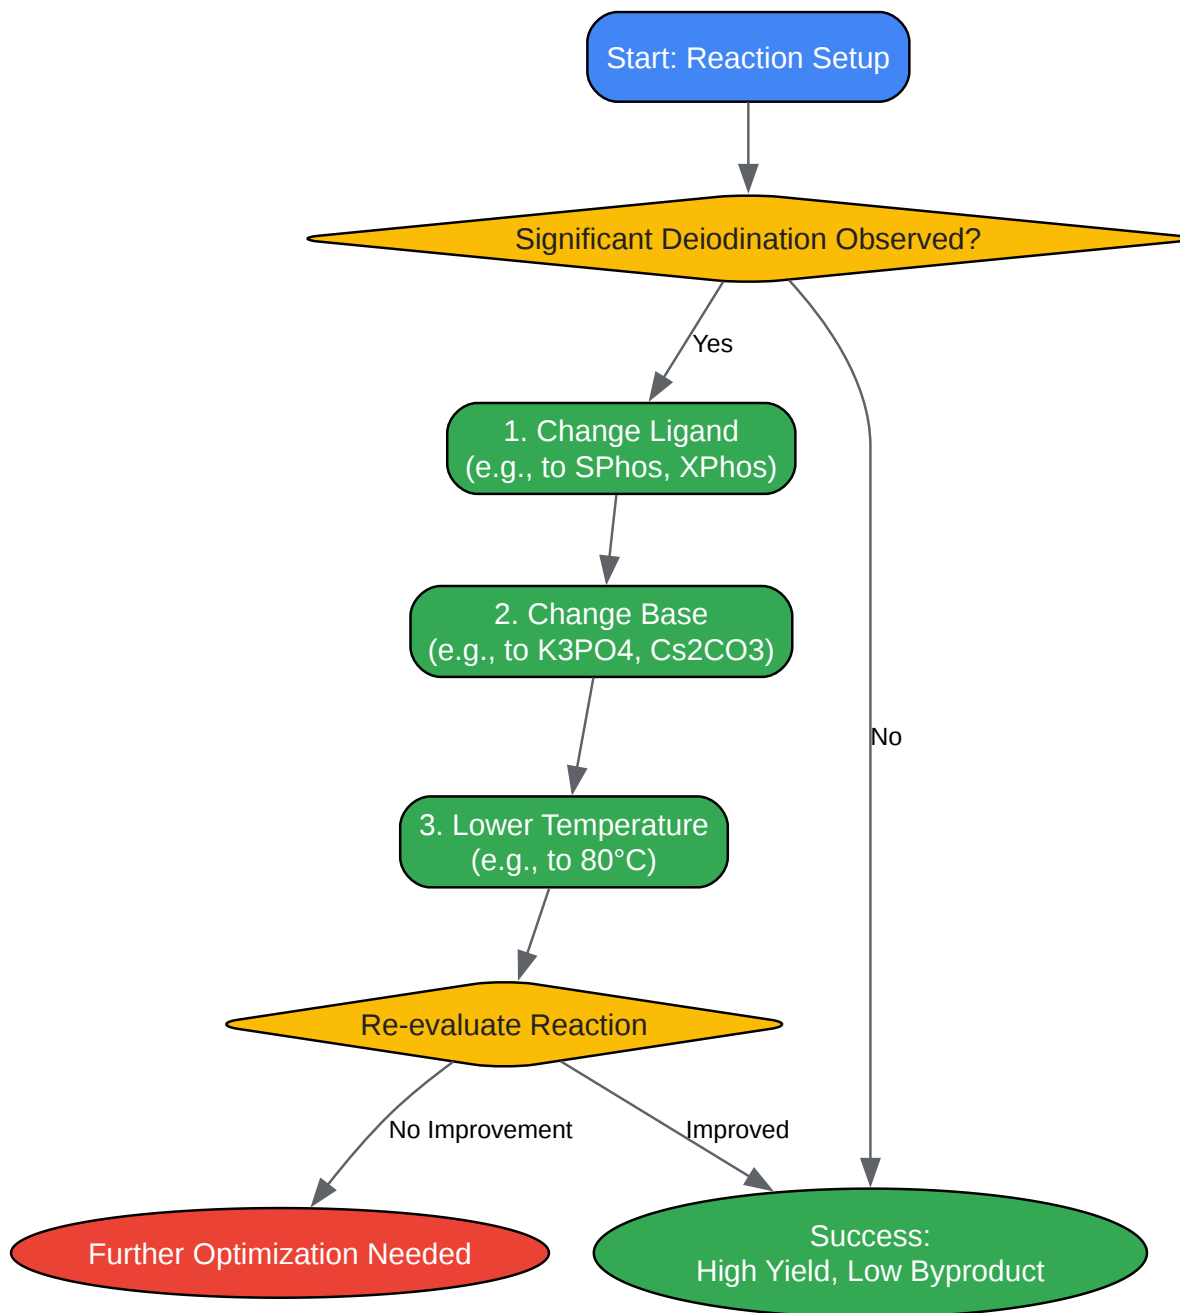 Start: Reaction Setup
Significant Deiodination Observed?
Yes
1. Change Ligand
(e.g., to SPhos, XPhos)
2. Change Base
(e.g., to K3PO4, Cs2CO3)
No
3. Lower Temperature
(e.g., to 80°C)
Re-evaluate Reaction
No Improvement
Improved
Further Optimization Needed
Success:
High Yield, Low Byproduct